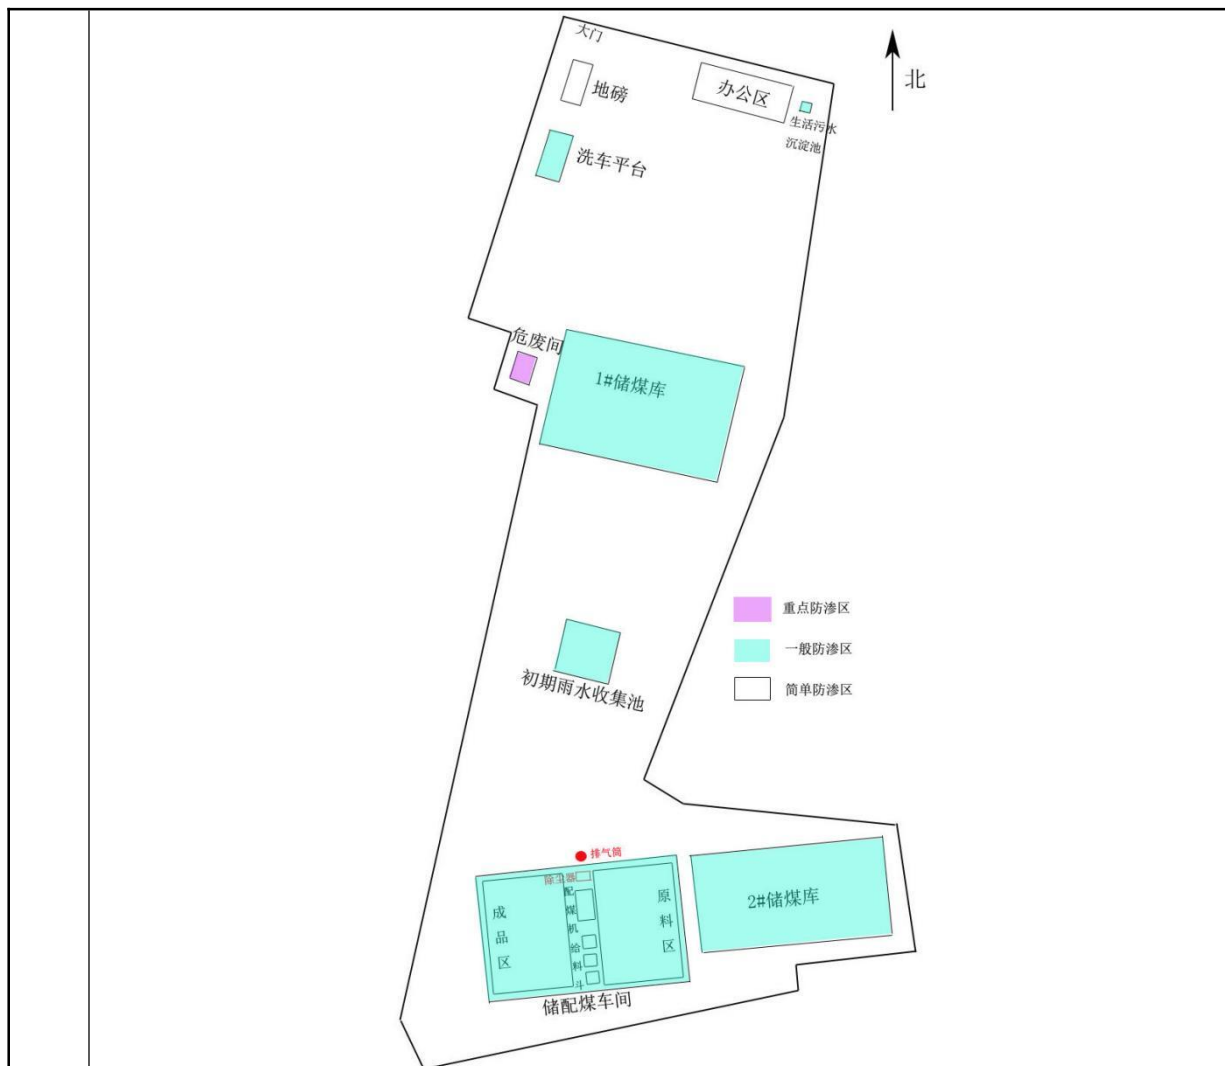 大门
北
地磅
办公区
生活污水
沉淀池
洗车平台
危废间
1#储煤库
重点防渗区
一般防渗区
简单防渗区
初期雨水收集池
排气筒
除尘器
成品区
配煤机
给料斗
原料区
2#储煤库
储配煤车间